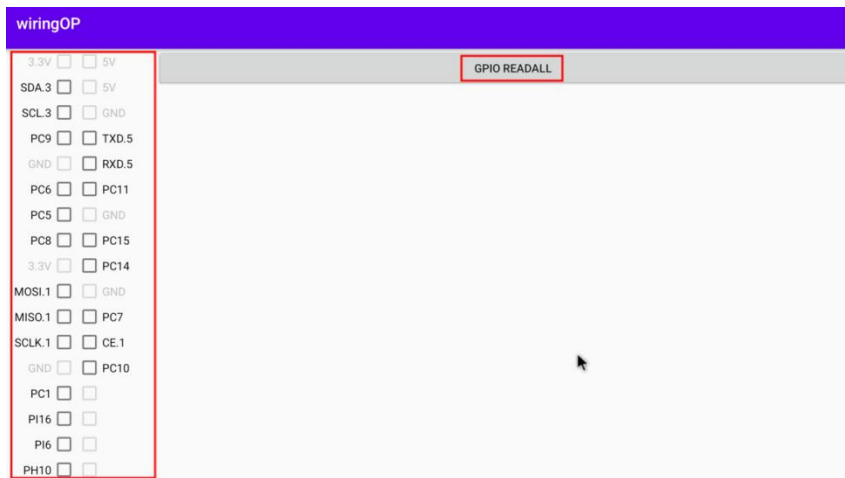 wiringOP
3.3V 5V
GPIO READALL
SDA.3 5V
SCL.3 GND
PC9 TXD.5
GND RXD.5
PC6 PC11
PC5 GND
PC8 PC15
3.3V PC14
MOSI.1 GND
MISO.1 PC7
SCLK.1 CE.1
GND PC10
PC1
PI16
PI6
PH10